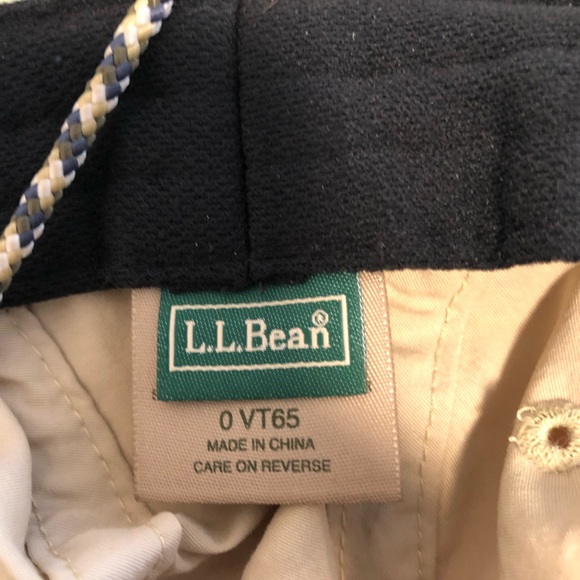 L.L.Bean®
0 VT65
MADE IN CHINA
CARE ON REVERSE